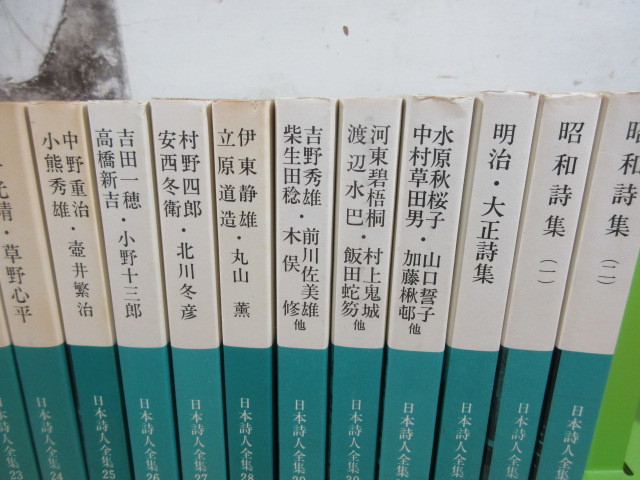 光晴・草野心平
日本詩人全集23
中野重治
小熊秀雄・壺井繁治
日本詩人全集24
吉田一穂
高橋新吉・小野十三郎
日本詩人全集25
村野四郎
安西冬衛・北川冬彦
日本詩人全集26
伊東静雄
立原道造・丸山 薫
日本詩人全集27
吉野秀雄・前川佐美雄
柴生田稔・木俣 修他
日本詩人全集28
河東碧梧桐・村上鬼城
渡辺水巴・飯田蛇笏他
日本詩人全集29
水原秋桜子・山口誓子
中村草田男・加藤楸邨他
日本詩人全集30
明治・大正詩集
日本詩人全集
昭和詩集(一)
日本詩人全集
昭和詩集(二)
日本詩人全集